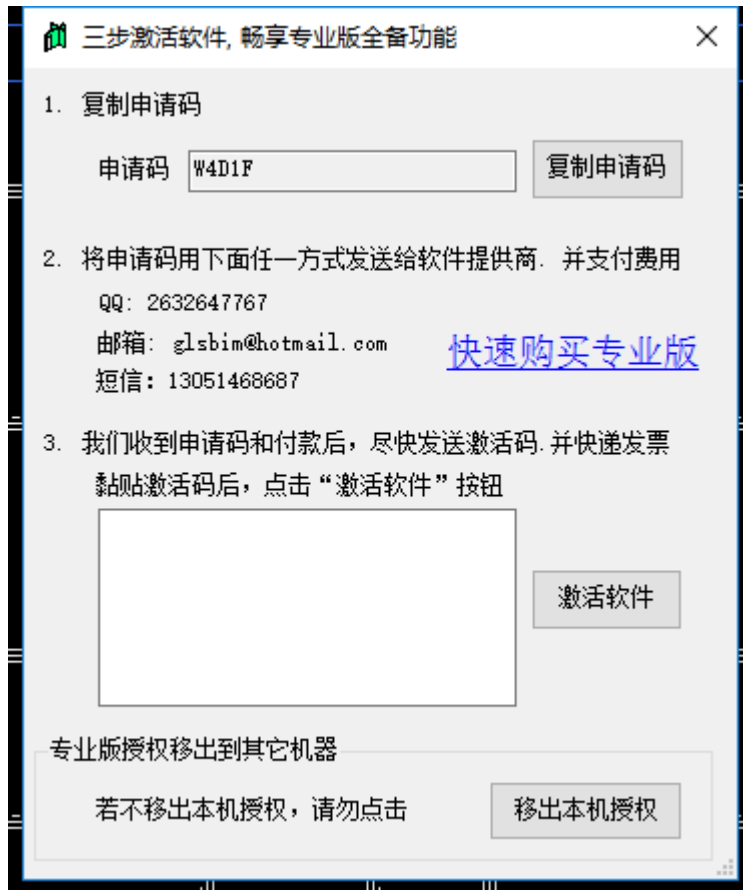 三步激活软件, 畅享专业版全备功能
1. 复制申请码
申请码 W4D1F 复制申请码
2. 将申请码用下面任一方式发送给软件提供商. 并支付费用
QQ: 2632647767
邮箱: glsbim@hotmail.com
快速购买专业版
短信: 13051468687
3. 我们收到申请码和付款后, 尽快发送激活码.并快递发票
黏贴激活码后, 点击“激活软件”按钮
激活软件
专业版授权移出到其它机器
若不移出本机授权, 请勿点击 移出本机授权